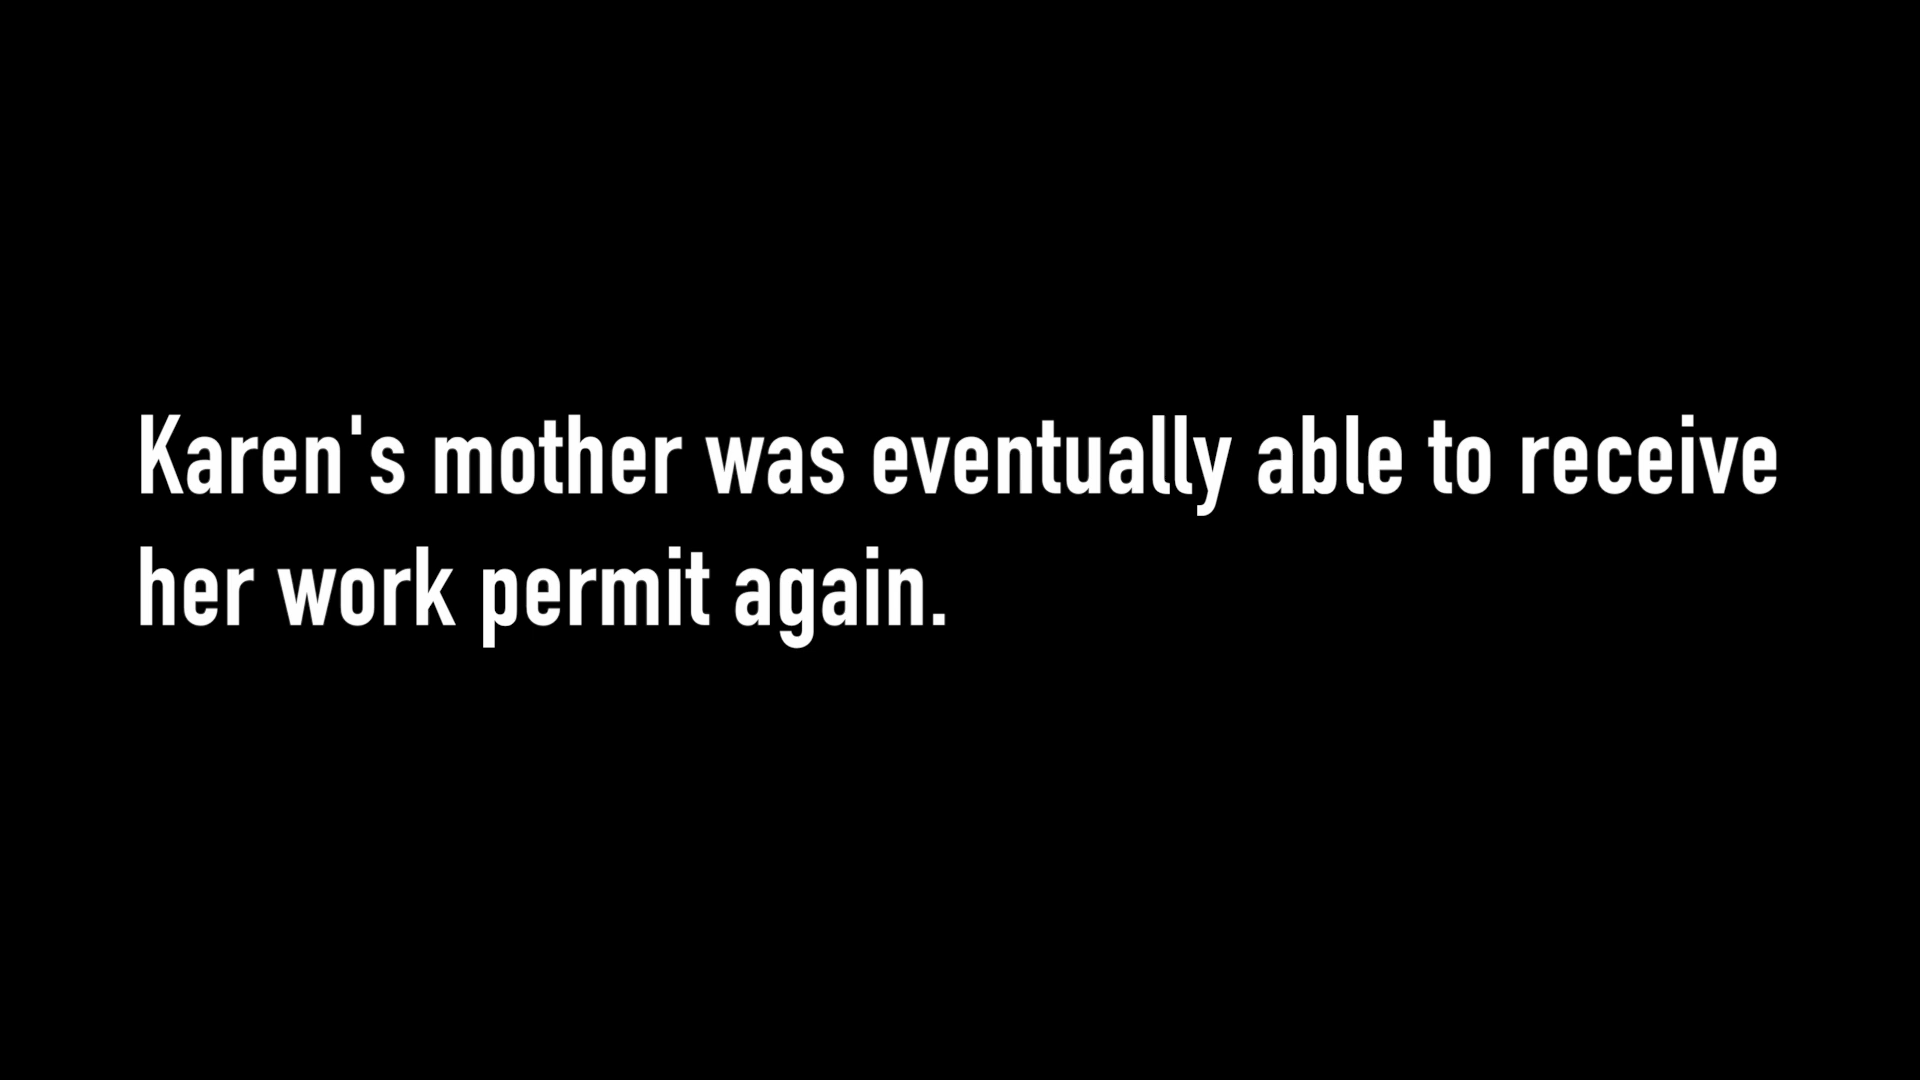 Karen's mother was eventually able to receive
her work permit again.